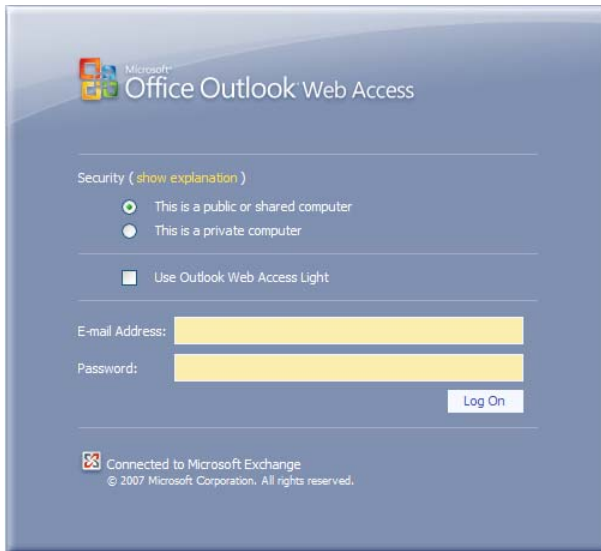 Microsoft®
Office Outlook® Web Access
Security ( show explanation )
This is a public or shared computer
This is a private computer
Use Outlook Web Access Light
E-mail Address:
Password:
Log On
Connected to Microsoft Exchange
© 2007 Microsoft Corporation. All rights reserved.